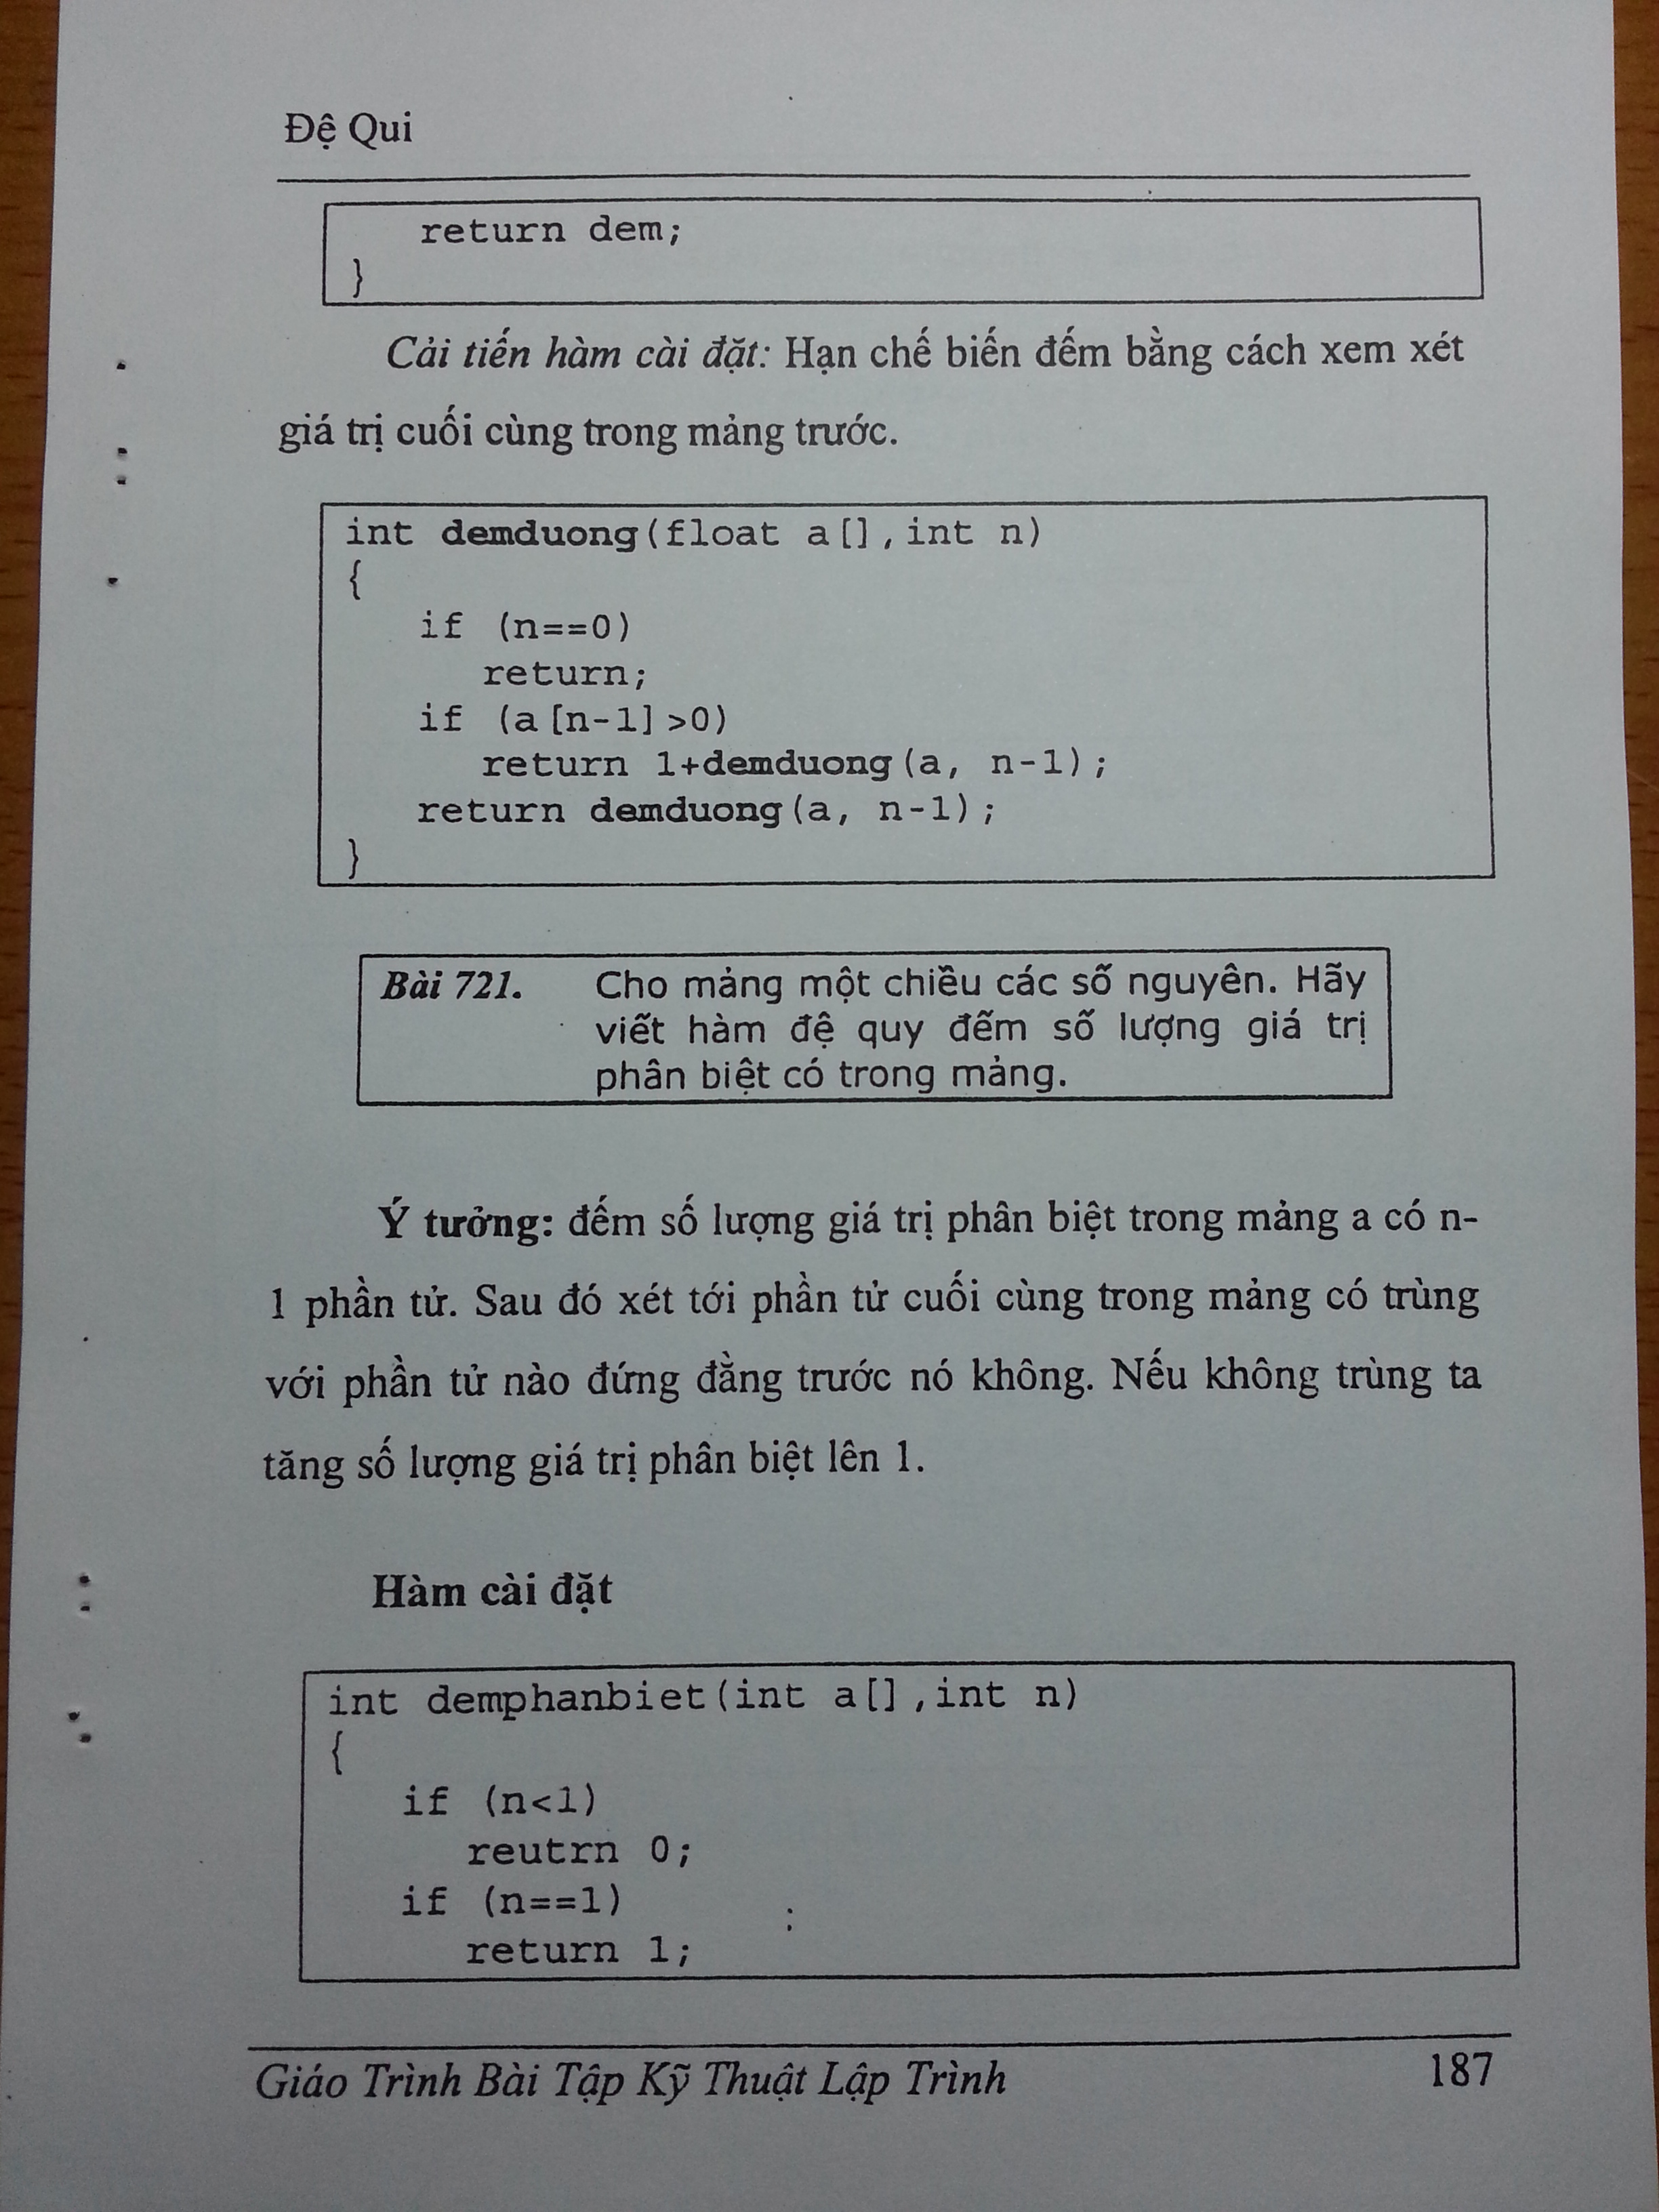 Đệ Qui
return dem;
}
Cải tiến hàm cài đặt: Hạn chế biến đếm bằng cách xem xét
giá trị cuối cùng trong mảng trước.
int demduong(float a[],int n)
{
if (n==0)
return;
if (a[n-1]>0)
return 1+demduong(a, n-1);
return demduong(a, n-1);
}
Bài 721. Cho mảng một chiều các số nguyên. Hãy
viết hàm đệ quy đếm số lượng giá trị
phân biệt có trong mảng.
Ý tưởng: đếm số lượng giá trị phân biệt trong mảng a có n-
1 phần tử. Sau đó xét tới phần tử cuối cùng trong mảng có trùng
với phần tử nào đứng đằng trước nó không. Nếu không trùng ta
tăng số lượng giá trị phân biệt lên 1.
Hàm cài đặt
int demphanbiet(int a[],int n)
{
if (n<1)
reutrn 0;
if (n==1)
return 1;
Giáo Trình Bài Tập Kỹ Thuật Lập Trình 187